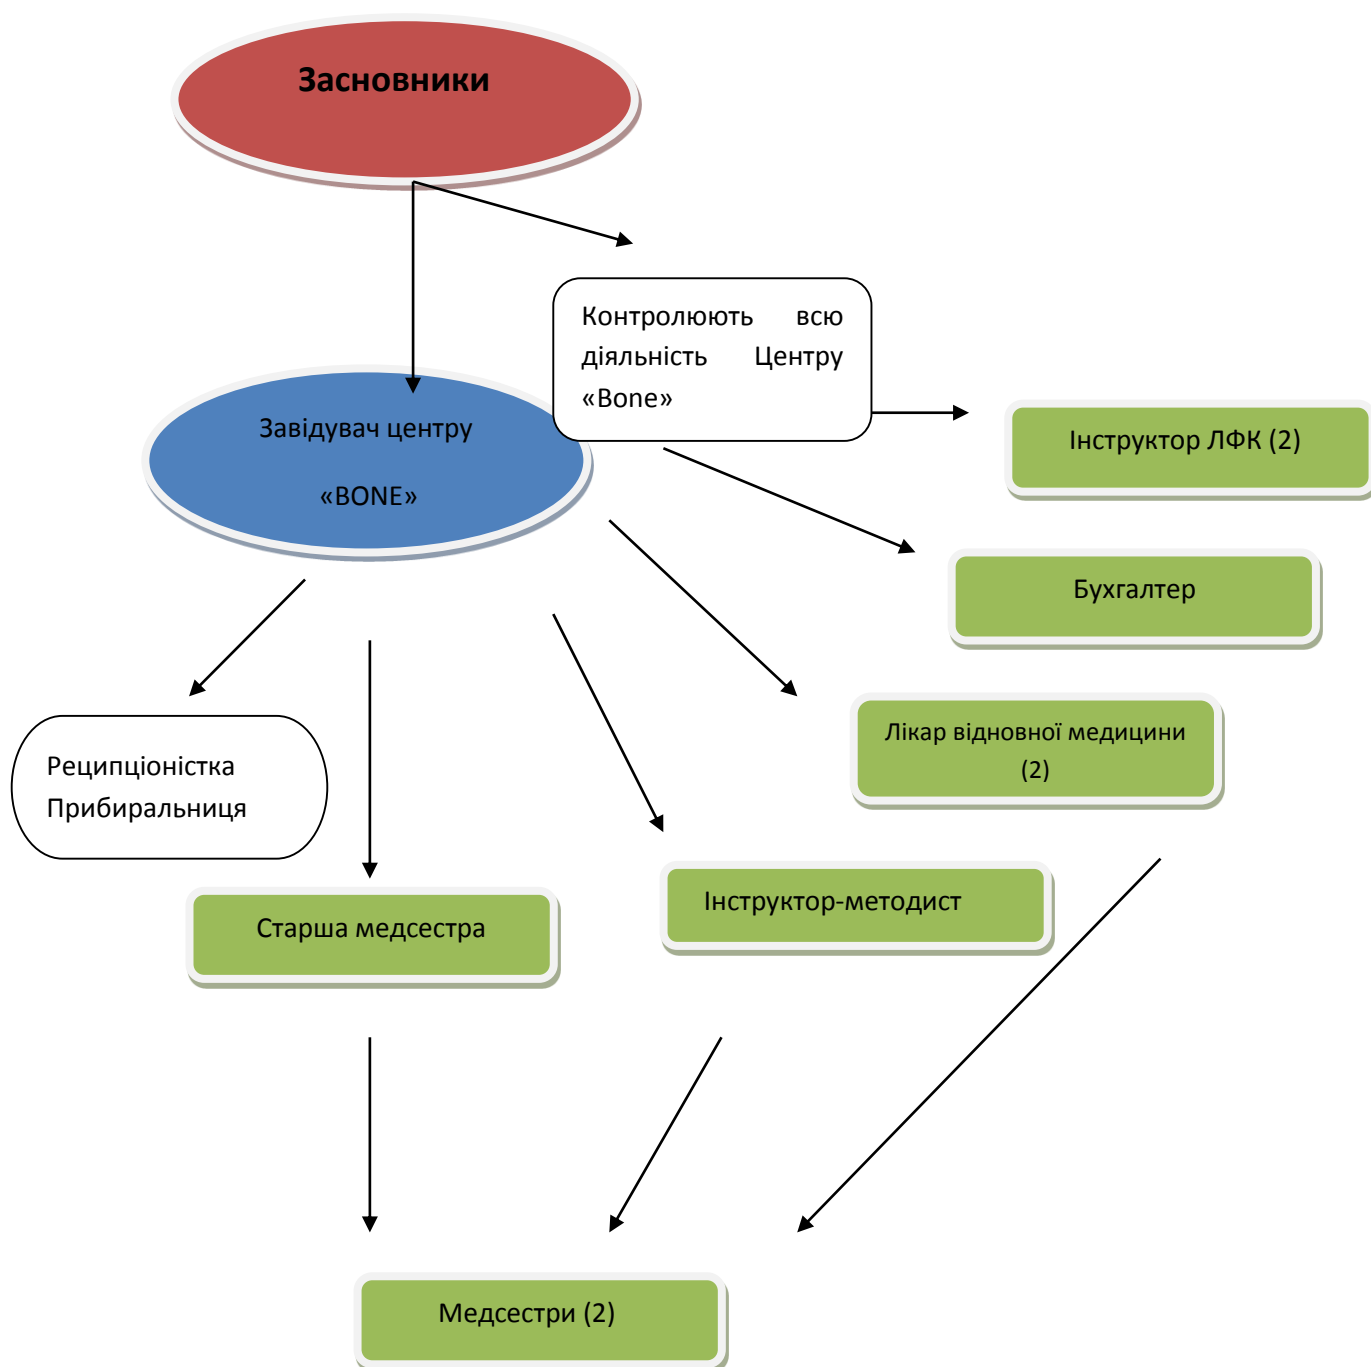 Засновники
Контролюють всю
діяльність Центру
«Bone»
Завідувач центру
«BONE»
Інструктор ЛФК (2)
Бухгалтер
Лікар відновної медицини
(2)
Реципціоністка
Прибиральниця
Інструктор-методист
Старша медсестра
Медсестри (2)